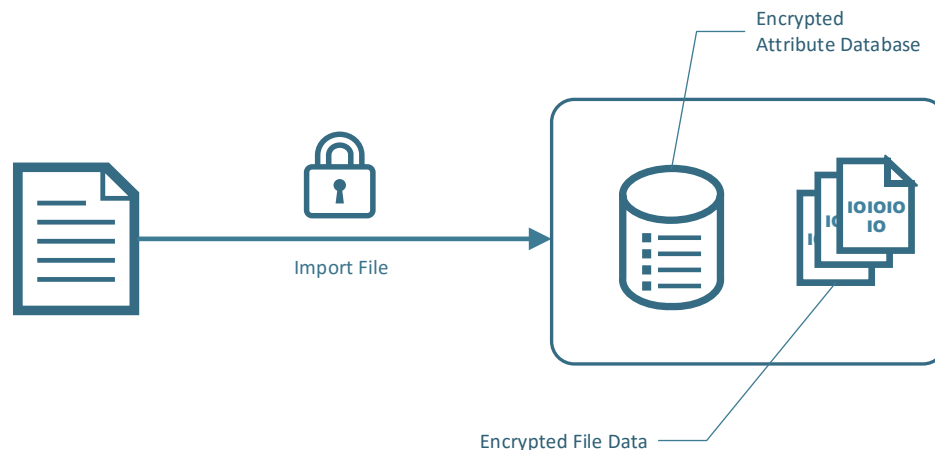 Encrypted
Attribute Database
IOIOIO
IO
Import File
Encrypted File Data